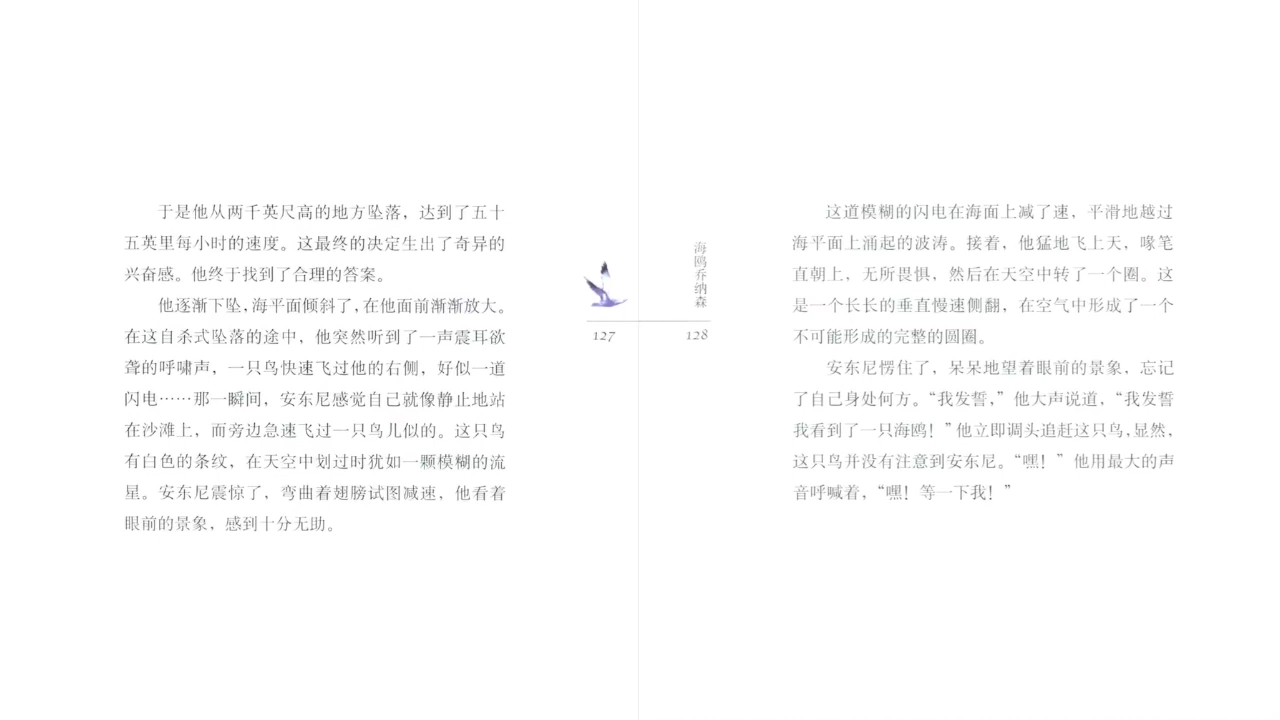 于是他从两千英尺高的地方坠落，达到了五十
五英里每小时的速度。这最终的决定生出了奇异的
兴奋感。他终于找到了合理的答案。
他逐渐下坠，海平面倾斜了，在他面前渐渐放大。
在这自杀式坠落的途中，他突然听到了一声震耳欲
聋的呼啸声，一只鸟快速飞过他的右侧，好似一道
闪电……那一瞬间，安东尼感觉自己就像静止地站
在沙滩上，而旁边急速飞过一只鸟儿似的。这只鸟
有白色的条纹，在天空中划过时犹如一颗模糊的流
星。安东尼震惊了，弯曲着翅膀试图减速，他看着
眼前的景象，感到十分无助。
127
海鸥乔纳森
128
这道模糊的闪电在海面上减了速，平滑地越过
海平面上涌起的波涛。接着，他猛地飞上天，喙笔
直朝上，无所畏惧，然后在天空中转了一个圈。这
是一个长长的垂直慢速侧翻，在空气中形成了一个
不可能形成的完整的圆圈。
安东尼愣住了，呆呆地望着眼前的景象，忘记
了自己身处何方。“我发誓，”他大声说道，“我发誓
我看到了一只海鸥！”他立即调头追赶这只鸟，显然，
这只鸟并没有注意到安东尼。“嘿！”他用最大的声
音呼喊着，“嘿！等一下我！”